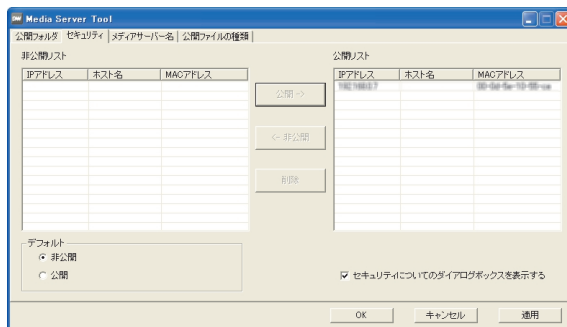 Media Server Tool
公開フォルダ セキュリティ メディアサーバー名 公開ファイルの種類
非公開リスト 公開リスト
IPアドレス ホスト名 MACアドレス IPアドレス ホスト名 MACアドレス
公開->
<-非公開
削除
デフォルト
非公開
公開 セキュリティについてのダイアログボックスを表示する
OK キャンセル 適用